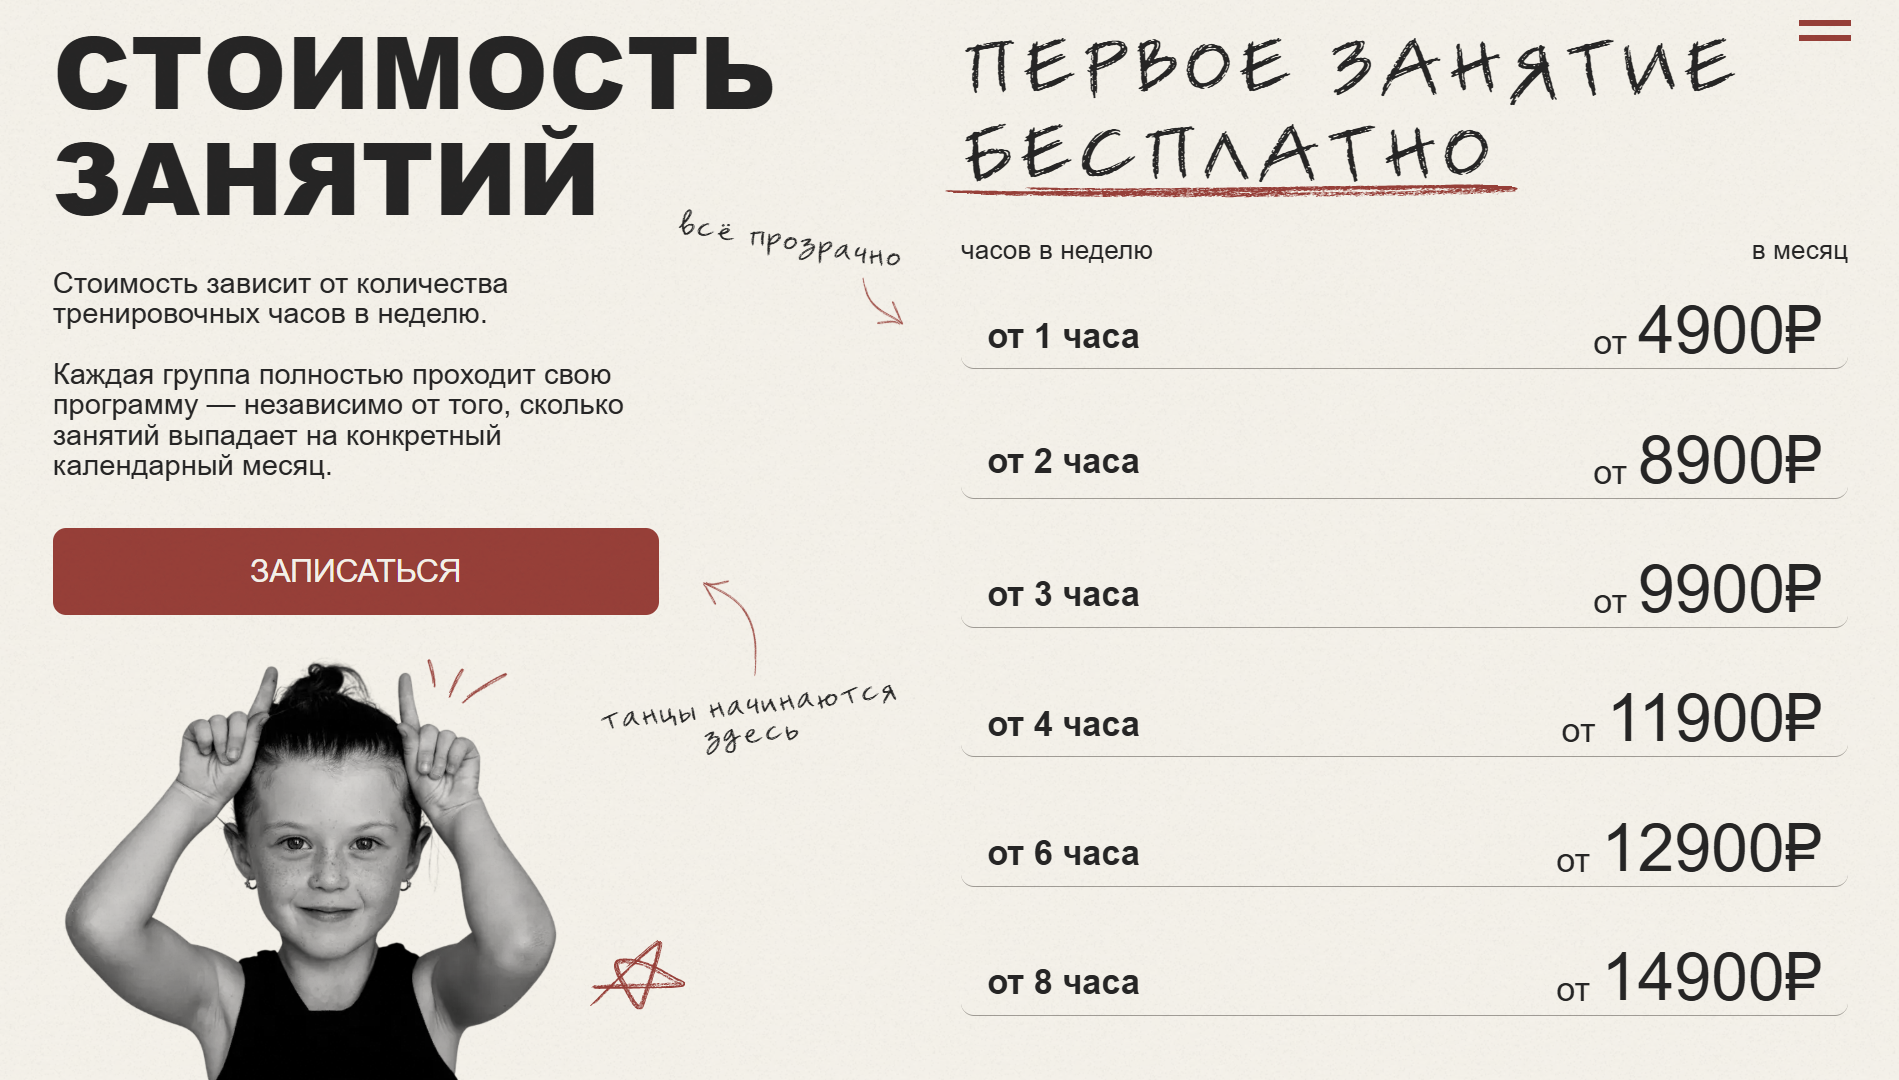 СТОИМОСТЬ
ЗАНЯТИЙ
Стоимость зависит от количества
тренировочных часов в неделю.
Каждая группа полностью проходит свою
программу — независимо от того, сколько
занятий выпадает на конкретный
календарный месяц.
ЗАПИСАТЬСЯ
всё прозрачно
танцы начинаются
здесь
ПЕРВОЕ ЗАНЯТИЕ
БЕСПЛАТНО
часов в неделю в месяц
от 1 часа от 4900₽
от 2 часа от 8900₽
от 3 часа от 9900₽
от 4 часа от 11900₽
от 6 часа от 12900₽
от 8 часа от 14900₽